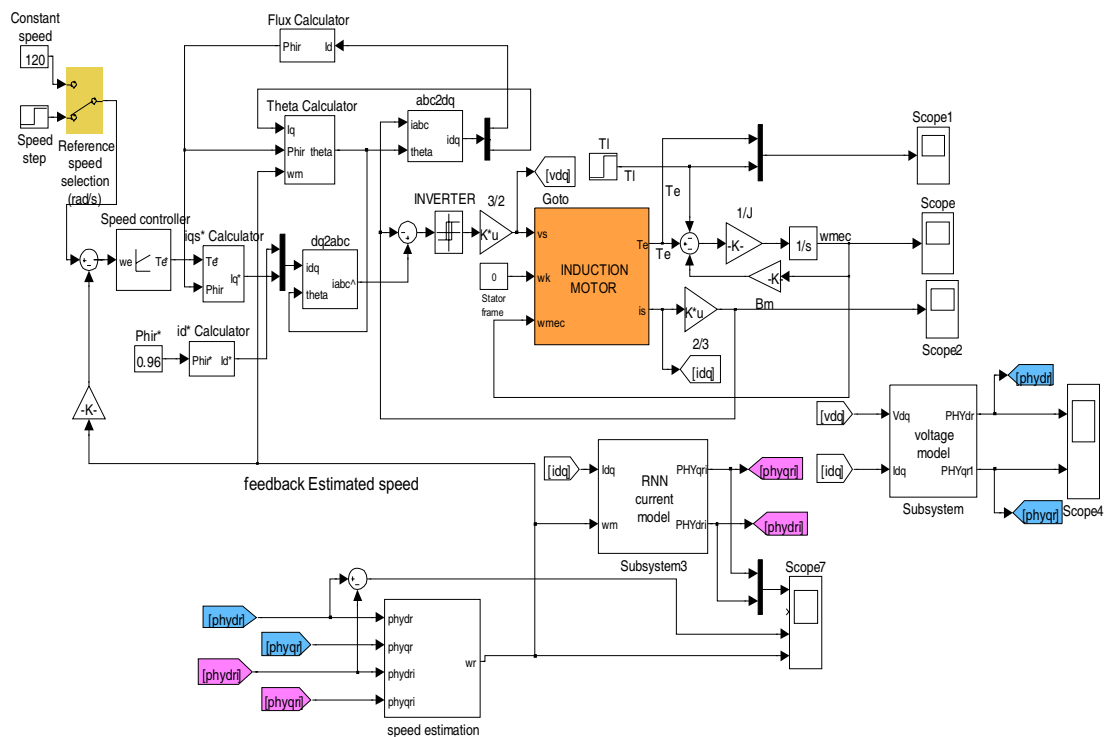 Constant
speed
120
Speed
step
Reference
speed
selection
(rad/s)
Flux Calculator
Phir
Id
Theta Calculator
Iq
Phir
theta
wm
abc2dq
iabc
idq
theta
Speed controller
we
Te*
iqs* Calculator
Te*
Iq*
Phir
dq2abc
idq
iabc^
theta
Phir*
0.96
id* Calculator
Phir*
Id*
-K-
INVERTER
3/2
K*u
[vdq]
Goto
0
Stator
frame
vs
wk
wmec
INDUCTION
MOTOR
Te
is
Tl
Tl
Te
Te
1/J
-K-
1/s
wmec
-K
K*u
2/3
Bm
[idq]
Scope1
Scope
Scope2
feedback Estimated speed
[idq]
Idq
wm
RNN
current
model
PHYqri
PHYdri
Subsystem3
[phyqri]
[phydri]
[vdq]
[idq]
Vdq
Idq
voltage
model
PHYdr
PHYqr1
Subsystem
[phydr]
[phyqr]
Scope4
Scope7
[phydr]
[phyqr]
[phydri]
[phyqri]
phydr
phyqr
phydri
phyqri
wr
speed estimation